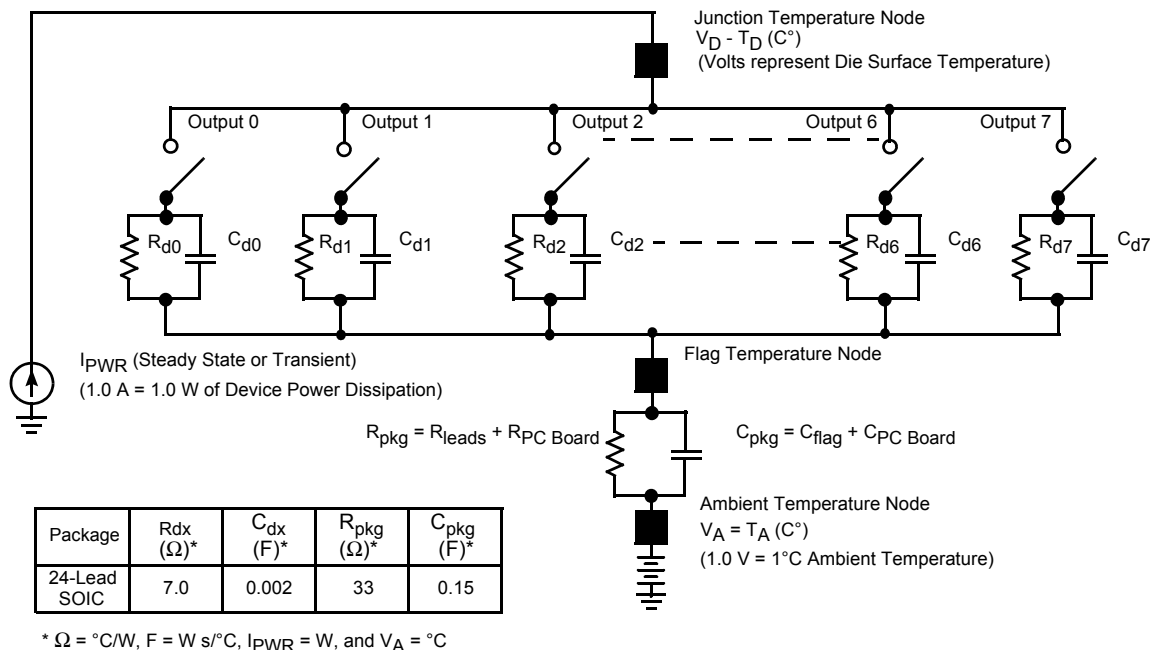 Junction Temperature Node
V_D - T_D (C°)
(Volts represent Die Surface Temperature)
Output 0
Output 1
Output 2
Output 6
Output 7
R_d0
C_d0
R_d1
C_d1
R_d2
C_d2
R_d6
C_d6
R_d7
C_d7
I_PWR (Steady State or Transient)
(1.0 A = 1.0 W of Device Power Dissipation)
Flag Temperature Node
R_pkg = R_leads + R_PC Board
C_pkg = C_flag + C_PC Board
Ambient Temperature Node
V_A = T_A (C°)
(1.0 V = 1°C Ambient Temperature)
Package Rdx (Ω)* C_dx (F)* R_pkg (Ω)* C_pkg (F)*
24-Lead SOIC 7.0 0.002 33 0.15
* Ω = °C/W, F = W s/°C, I_PWR = W, and V_A = °C